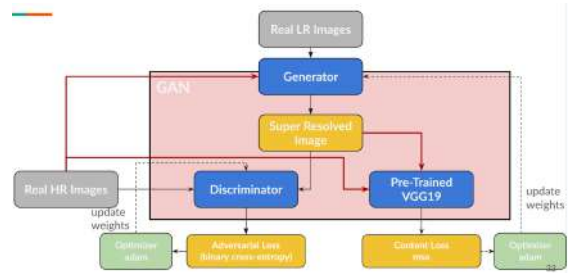 Real LR Images
GAN
Generator
Super Resolved
Image
Real HR Images
Discriminator
Pre-Trained
VGG19
update
weights
update
weights
Optimizer
adam
Adversarial Loss
(binary cross-entropy)
Content Loss
mse
Optimizer
adam